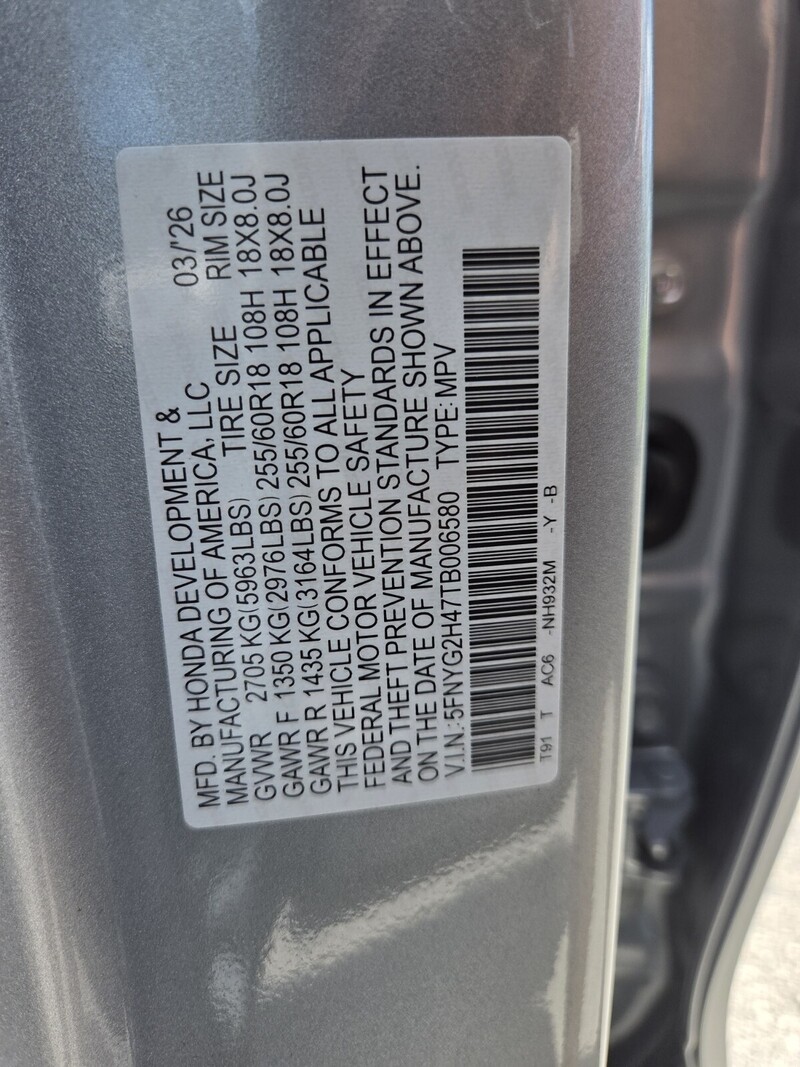 MFD. BY HONDA DEVELOPMENT &
MANUFACTURING OF AMERICA, LLC 03/'26
GVWR 2705 KG(5963LBS) TIRE SIZE RIM SIZE
GAWR F 1350 KG(2976LBS) 255/60R18 108H 18X8.0J
GAWR R 1435 KG(3164LBS) 255/60R18 108H 18X8.0J
THIS VEHICLE CONFORMS TO ALL APPLICABLE
FEDERAL MOTOR VEHICLE SAFETY
AND THEFT PREVENTION STANDARDS IN EFFECT
ON THE DATE OF MANUFACTURE SHOWN ABOVE.
V.I.N.: 5FNYG2H47TB006580 TYPE: MPV
T91 T AC6 -NH932M -Y -B